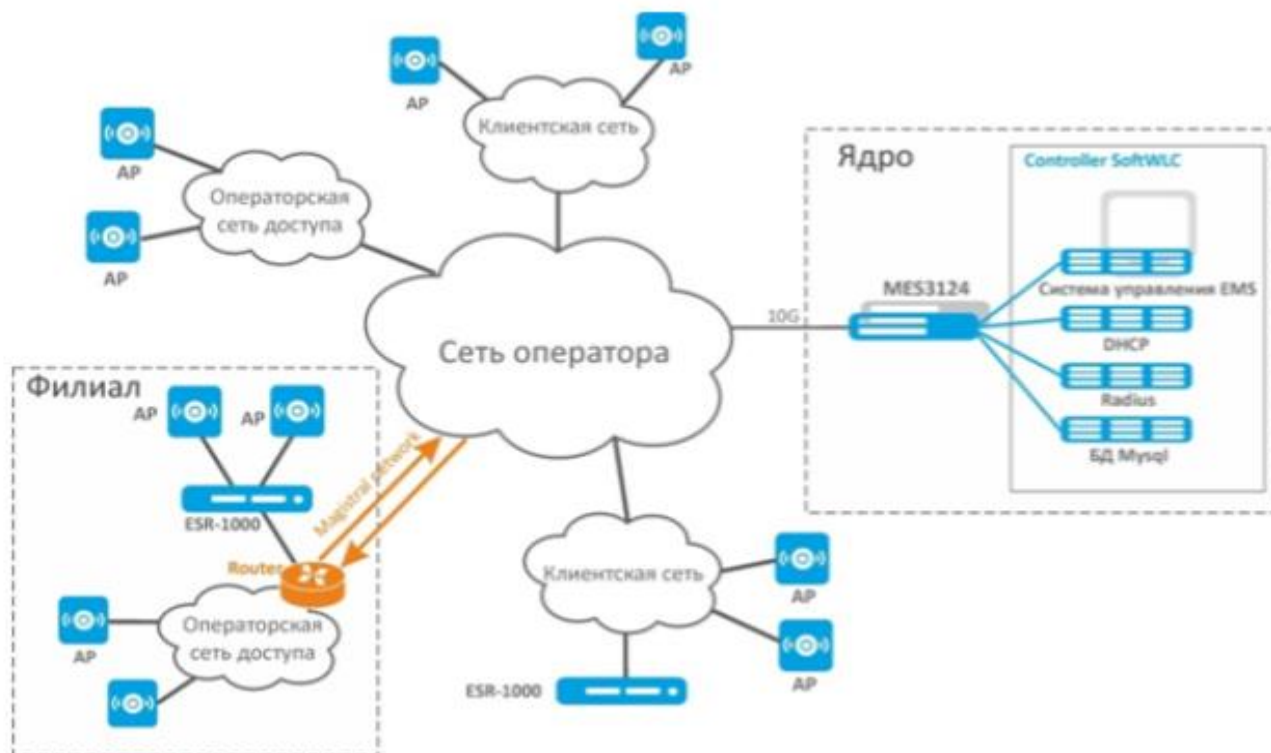 AP
AP
Клиентская сеть
AP
AP
Операторская
сеть доступа
Ядро
Controller SoftWLC
MES3124
Система управления EMS
10G
DHCP
Radius
БД Mysql
Сеть оператора
Филиал
AP
AP
ESR-1000
Magistral network
Router
Операторская
сеть доступа
AP
Клиентская сеть
AP
AP
ESR-1000